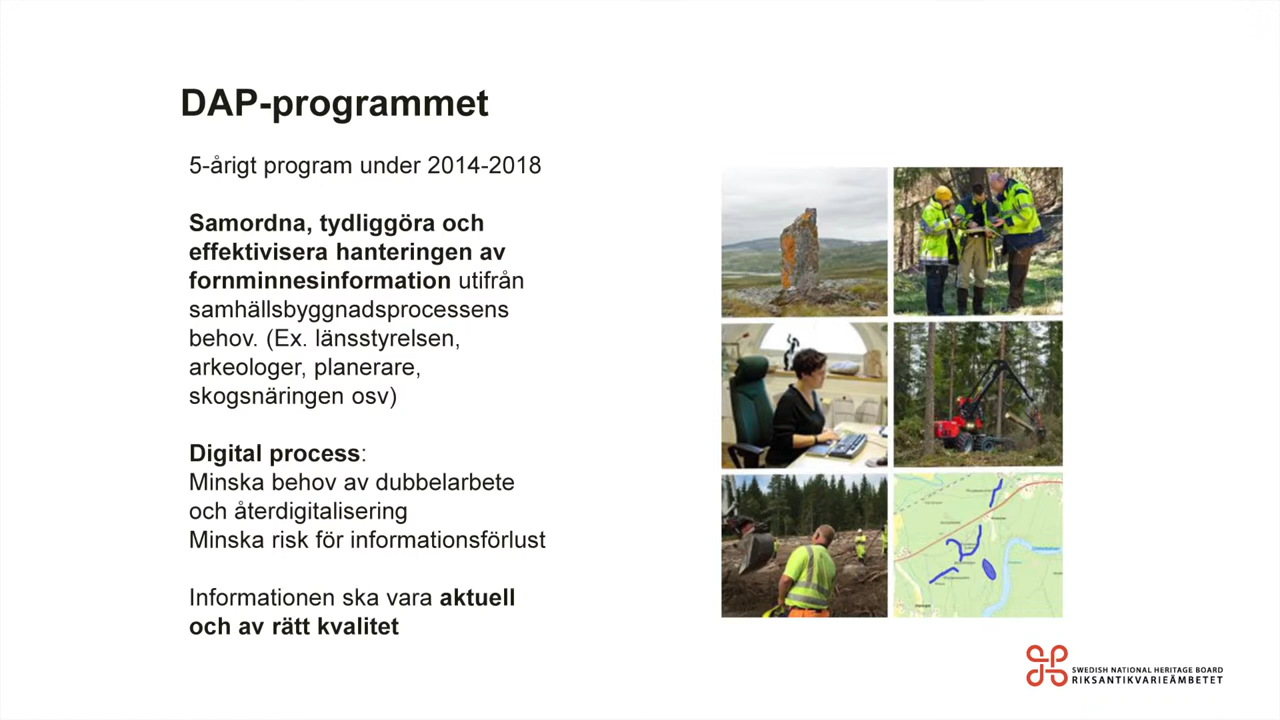 DAP-programmet
5-årigt program under 2014-2018
Samordna, tydliggöra och
effektivisera hanteringen av
fornminnesinformation utifrån
samhällsbyggnadsprocessens
behov. (Ex. länsstyrelsen,
arkeologer, planerare,
skogsnäringen osv)
Digital process:
Minska behov av dubbelarbete
och återdigitalisering
Minska risk för informationsförlust
Informationen ska vara aktuell
och av rätt kvalitet
SWEDISH NATIONAL HERITAGE BOARD
RIKSANTIKVARIEÄMBETET